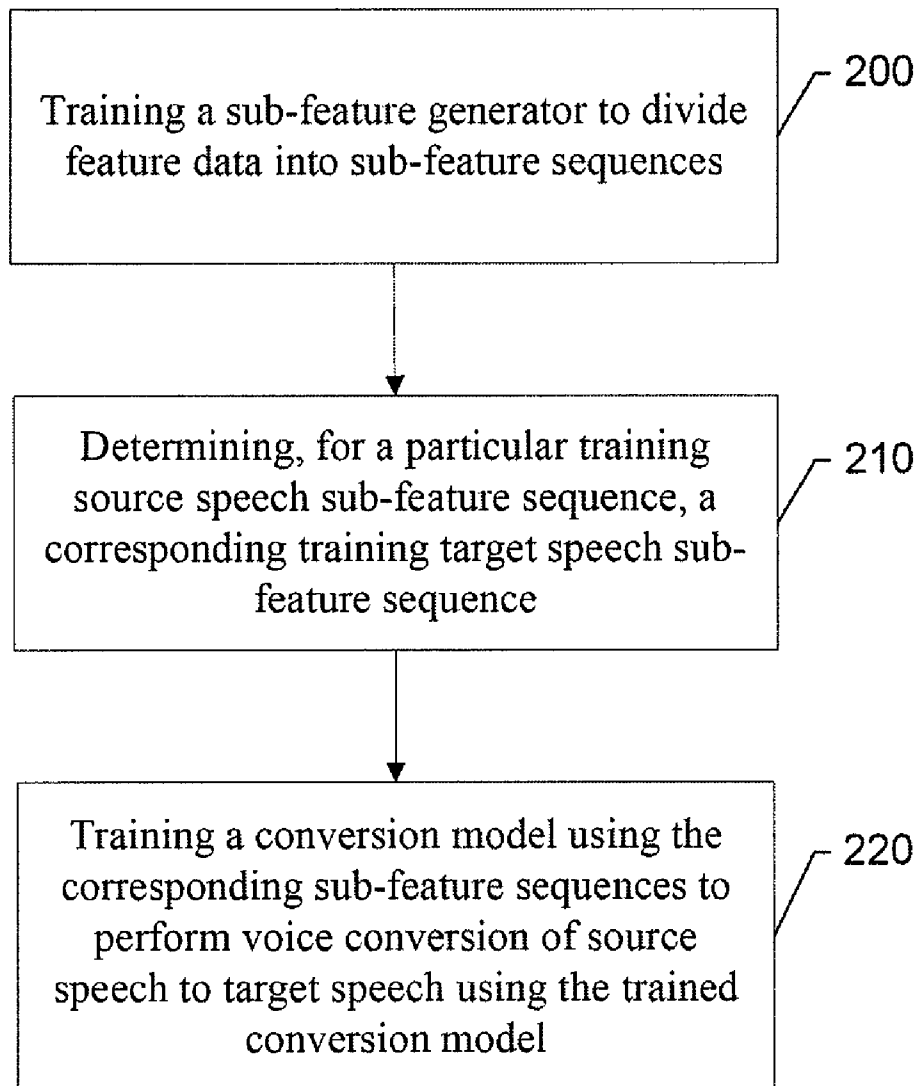 Training a sub-feature generator to divide
feature data into sub-feature sequences
200
Determining, for a particular training
source speech sub-feature sequence, a
corresponding training target speech sub-
feature sequence
210
Training a conversion model using the
corresponding sub-feature sequences to
perform voice conversion of source
speech to target speech using the trained
conversion model
220